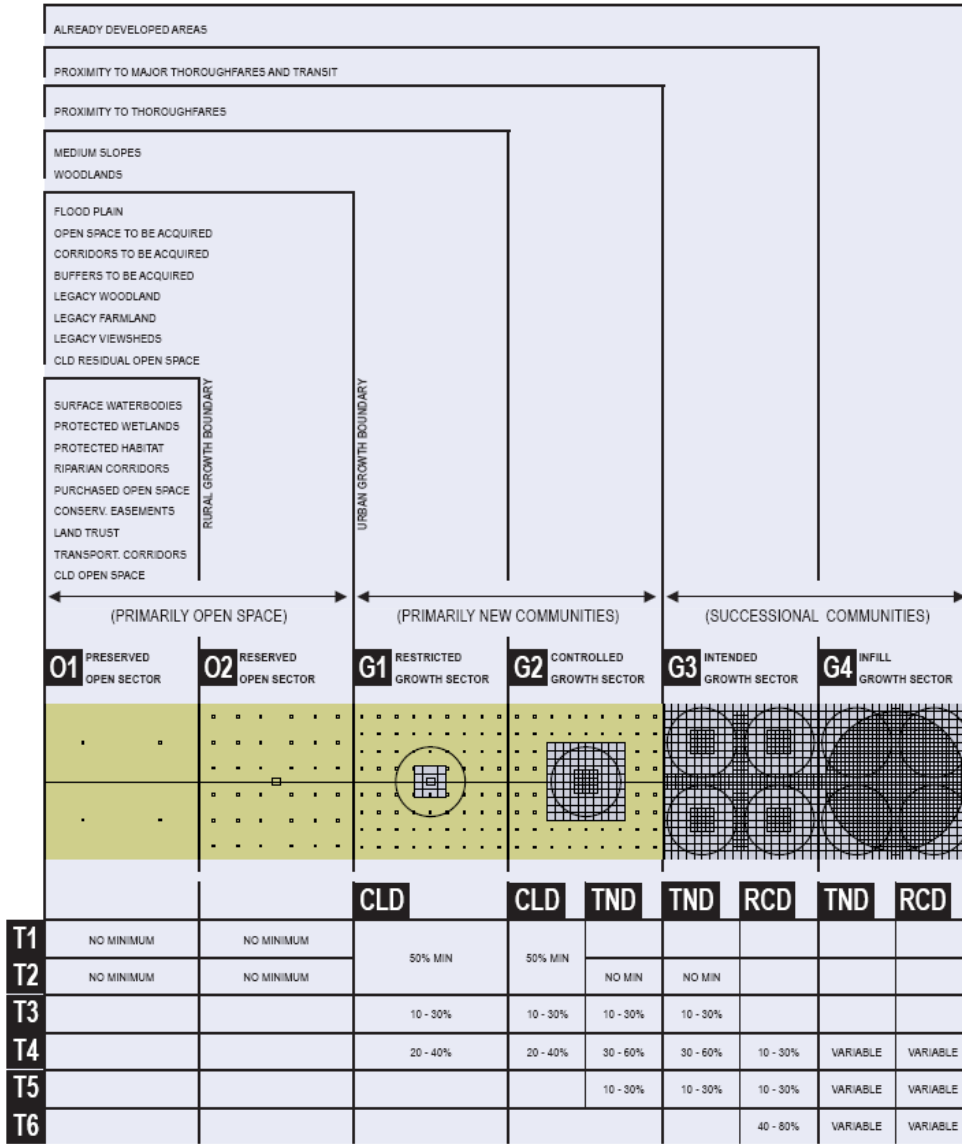 ALREADY DEVELOPED AREAS
PROXIMITY TO MAJOR THOROUGHFARES AND TRANSIT
PROXIMITY TO THOROUGHFARES
MEDIUM SLOPES
WOODLANDS
FLOOD PLAIN
OPEN SPACE TO BE ACQUIRED
CORRIDORS TO BE ACQUIRED
BUFFERS TO BE ACQUIRED
LEGACY WOODLAND
LEGACY FARMLAND
LEGACY VIEWSHEDS
CLD RESIDUAL OPEN SPACE
SURFACE WATERBODIES
PROTECTED WETLANDS
PROTECTED HABITAT
RIPARIAN CORRIDORS
PURCHASED OPEN SPACE
CONSERV. EASEMENTS
LAND TRUST
TRANSPORT. CORRIDORS
CLD OPEN SPACE
RURAL GROWTH BOUNDARY
URBAN GROWTH BOUNDARY
(PRIMARILY OPEN SPACE) (PRIMARILY NEW COMMUNITIES) (SUCCESSIONAL COMMUNITIES)
O1 PRESERVED
OPEN SECTOR
O2 RESERVED
OPEN SECTOR
G1 RESTRICTED
GROWTH SECTOR
G2 CONTROLLED
GROWTH SECTOR
G3 INTENDED
GROWTH SECTOR
G4 INFILL
GROWTH SECTOR
CLD CLD TND TND RCD TND RCD
T1 NO MINIMUM NO MINIMUM
50% MIN 50% MIN
T2 NO MINIMUM NO MINIMUM NO MIN NO MIN
T3 10 - 30% 10 - 30% 10 - 30% 10 - 30%
T4 20 - 40% 20 - 40% 30 - 60% 30 - 60% 10 - 30% VARIABLE VARIABLE
T5 10 - 30% 10 - 30% 10 - 30% VARIABLE VARIABLE
T6 40 - 80% VARIABLE VARIABLE